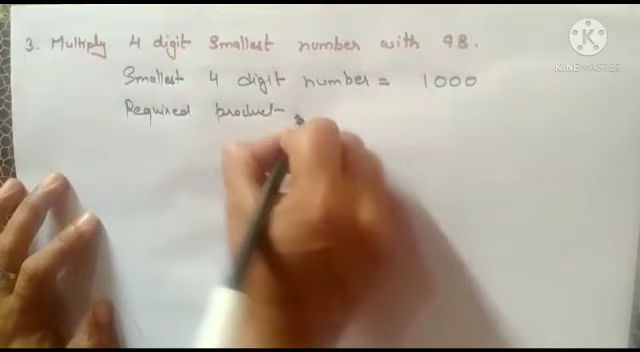 3. Multiply 4 digit smallest number with 98.
Smallest 4 digit number = 1000
Required product
K
KINEMASTER